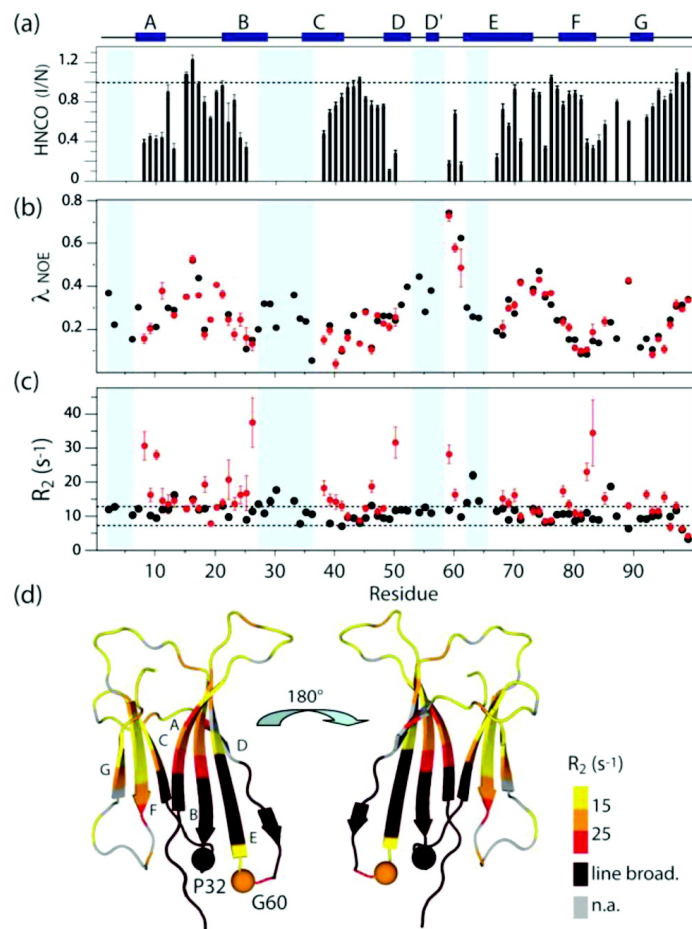 (a)
A B C D D' E F G
HNCO (I/N)
1.2
0.8
0.4
0
(b)
λ NOE
0.8
0.6
0.4
0.2
(c)
R2 (s-1)
40
30
20
10
0
10 20 30 40 50 60 70 80 90
Residue
(d)
180°
A
C
D
G
F
B
E
P32
G60
R2 (s-1)
15
25
line broad.
n.a.